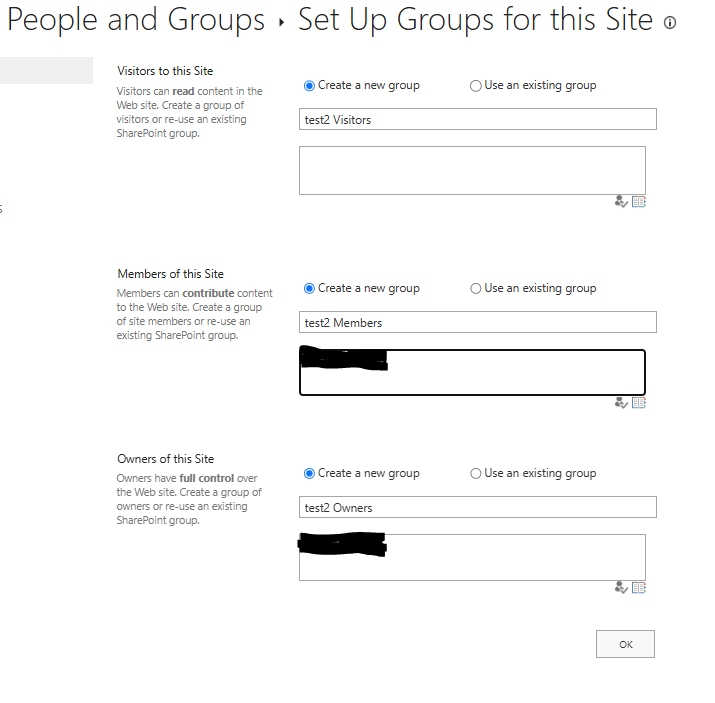 People and Groups ▸ Set Up Groups for this Site
Visitors to this Site
Visitors can read content in the
Web site. Create a group of
visitors or re-use an existing
SharePoint group.
Create a new group
Use an existing group
test2 Visitors
s
Members of this Site
Members can contribute content
to the Web site. Create a group
of site members or re-use an
existing SharePoint group.
Create a new group
Use an existing group
test2 Members
Owners of this Site
Owners have full control over
the Web site. Create a group of
owners or re-use an existing
SharePoint group.
Create a new group
Use an existing group
test2 Owners
OK